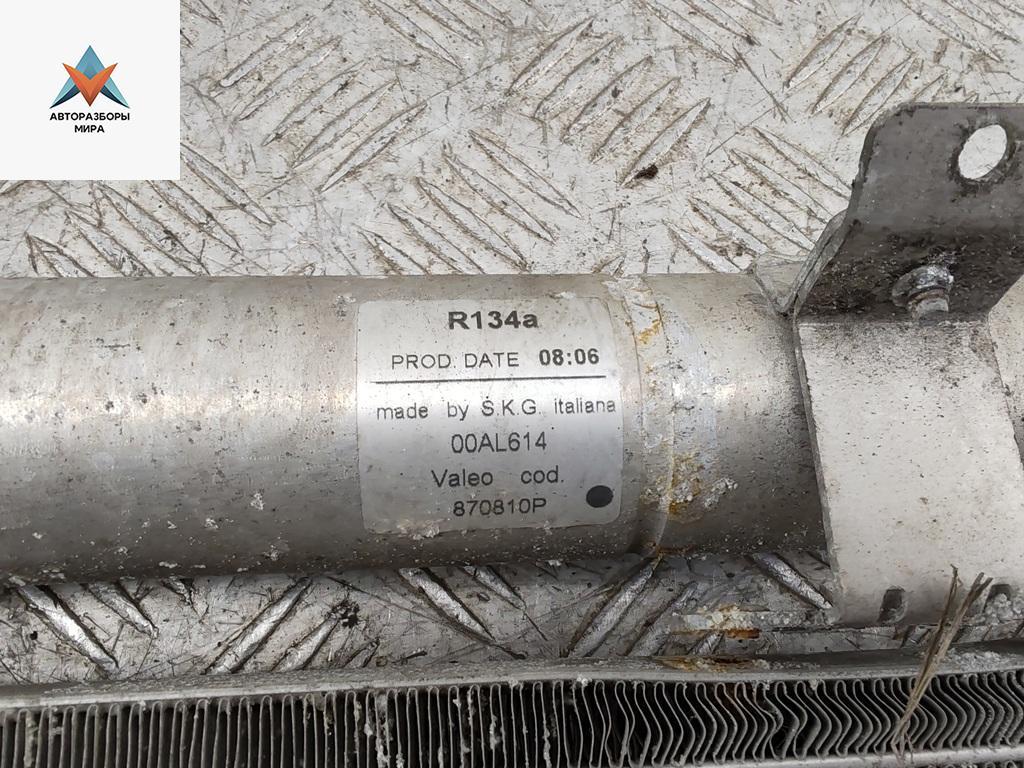 АВТОРАЗБОРЫ
МИРА
R134a
PROD. DATE 08:06
made by S.K.G. italiana
00AL614
Valeo cod.
870810P